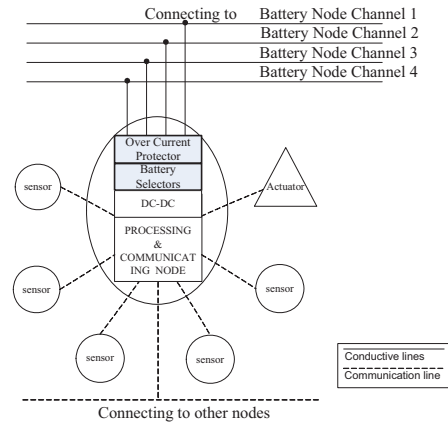 Connecting to Battery Node Channel 1
Battery Node Channel 2
Battery Node Channel 3
Battery Node Channel 4
Over Current
Protector
Battery
Selectors
DC-DC
PROCESSING
&
COMMUNICAT
ING NODE
sensor
Actuator
sensor
sensor
sensor
sensor
Conductive lines
Communication line
Connecting to other nodes